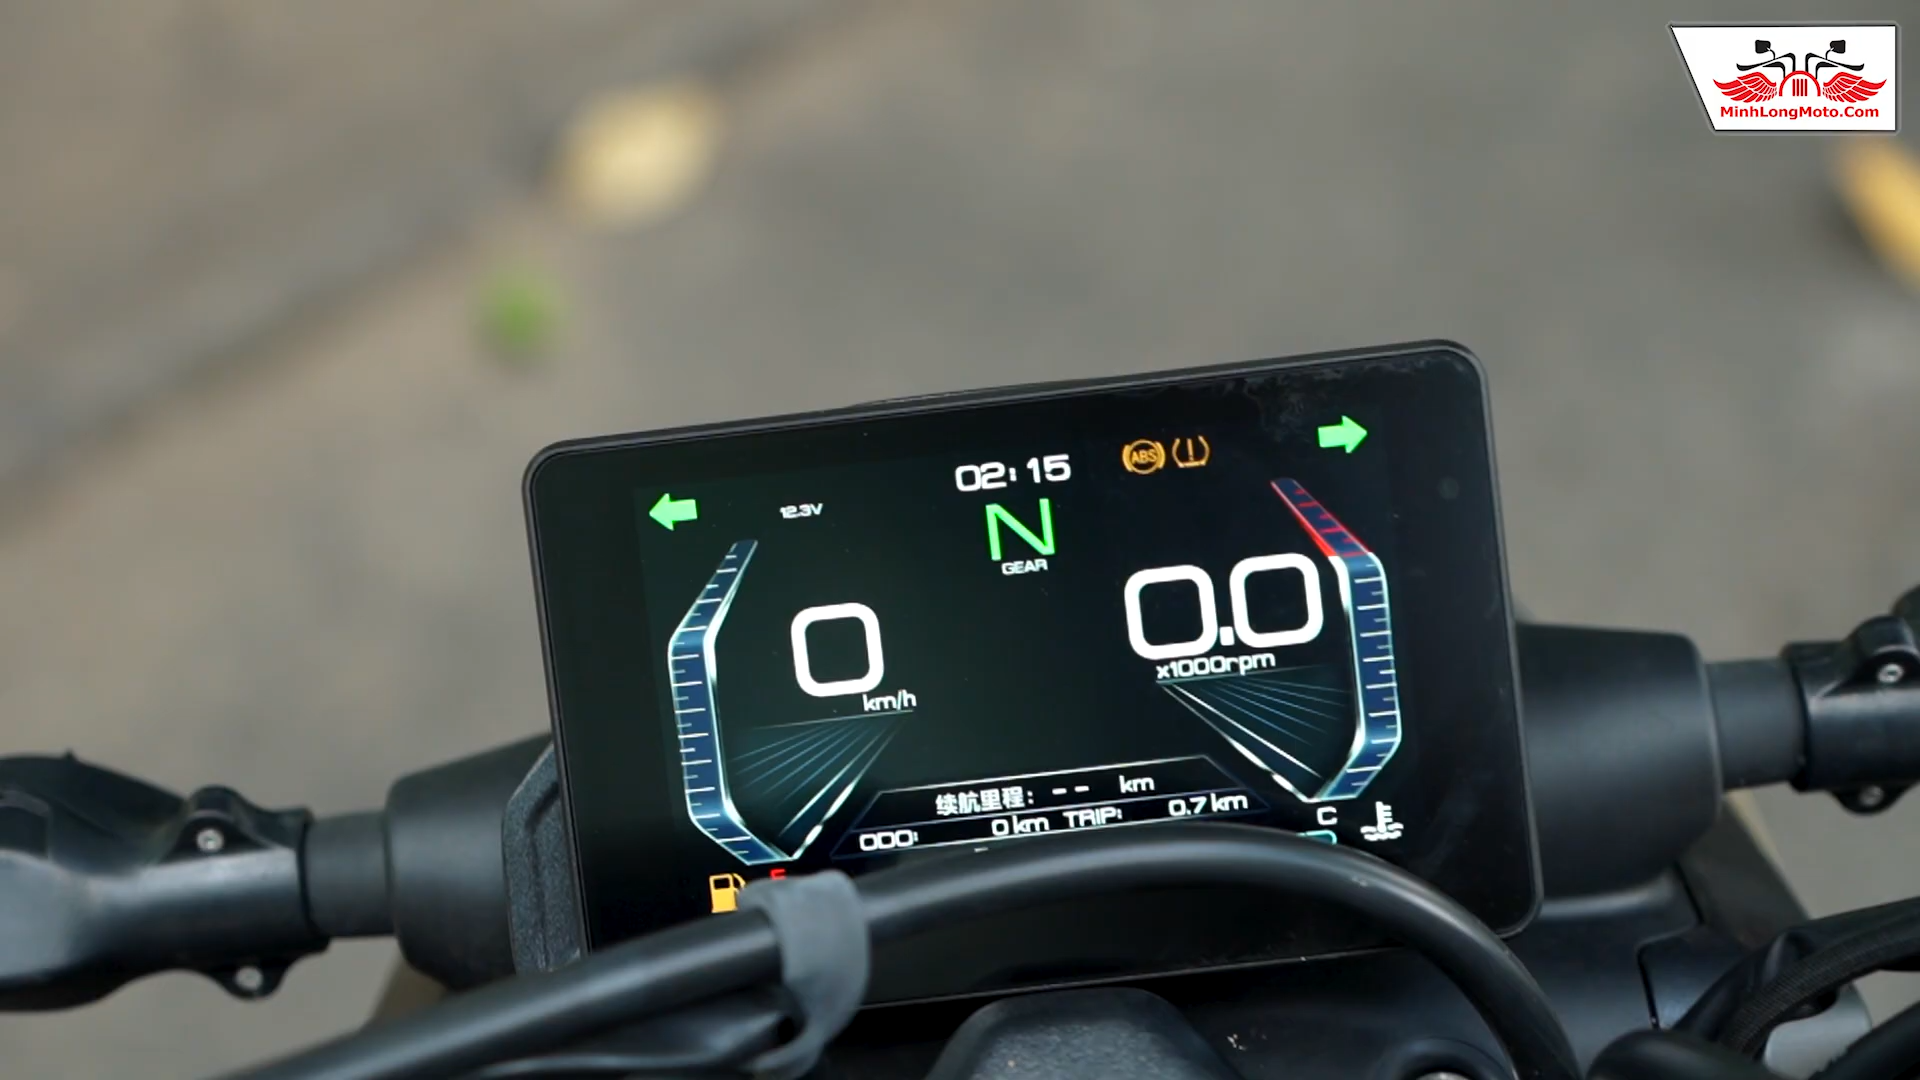 MinhLongMoto.Com
02:15
ABS
12.3V
N
GEAR
0
km/h
0.0
x1000rpm
续航里程: -- km
ODO: 0 km TRIP: 0.7 km
C